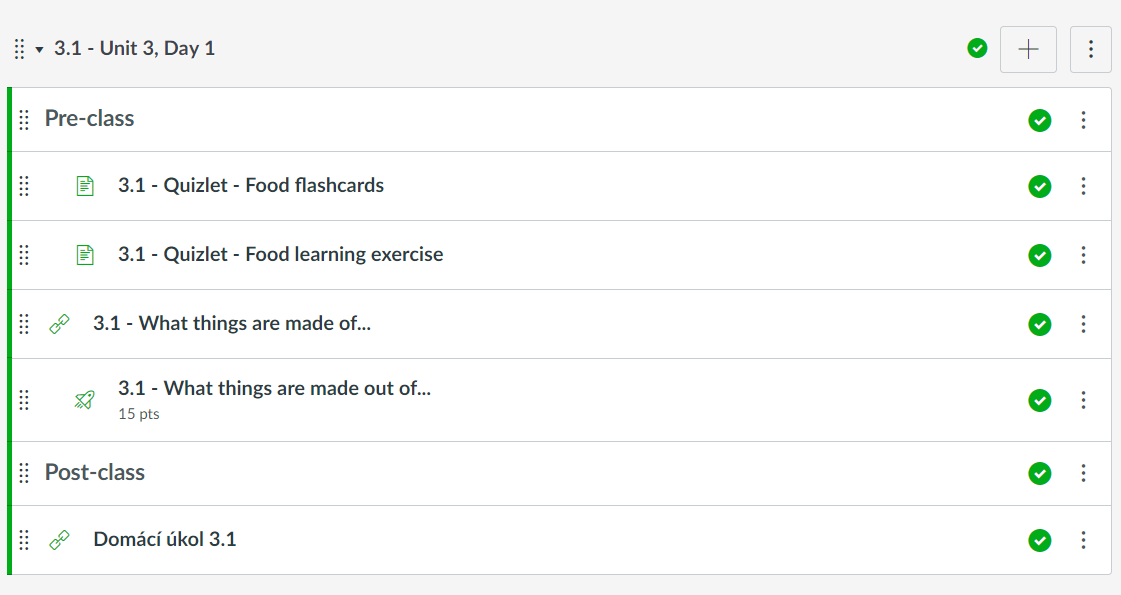 3.1 - Unit 3, Day 1
Pre-class
3.1 - Quizlet - Food flashcards
3.1 - Quizlet - Food learning exercise
3.1 - What things are made of...
3.1 - What things are made out of...
15 pts
Post-class
Domácí úkol 3.1